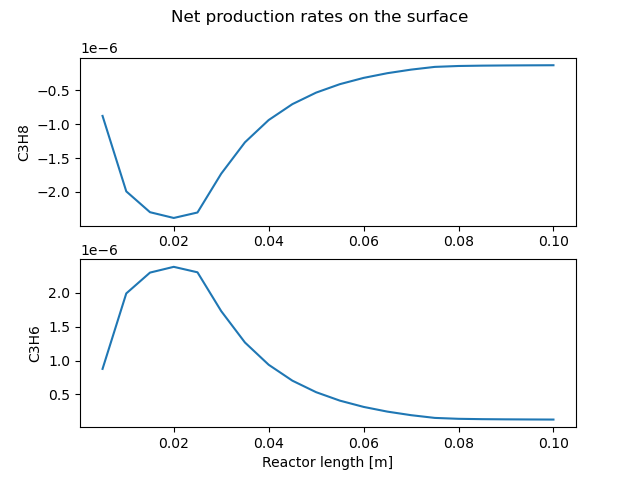 Net production rates on the surface
1e−6
−0.5
−1.0
−1.5
−2.0
C3H8
0.02 0.04 0.06 0.08 0.10
1e−6
2.0
1.5
1.0
0.5
C3H6
0.02 0.04 0.06 0.08 0.10
Reactor length [m]